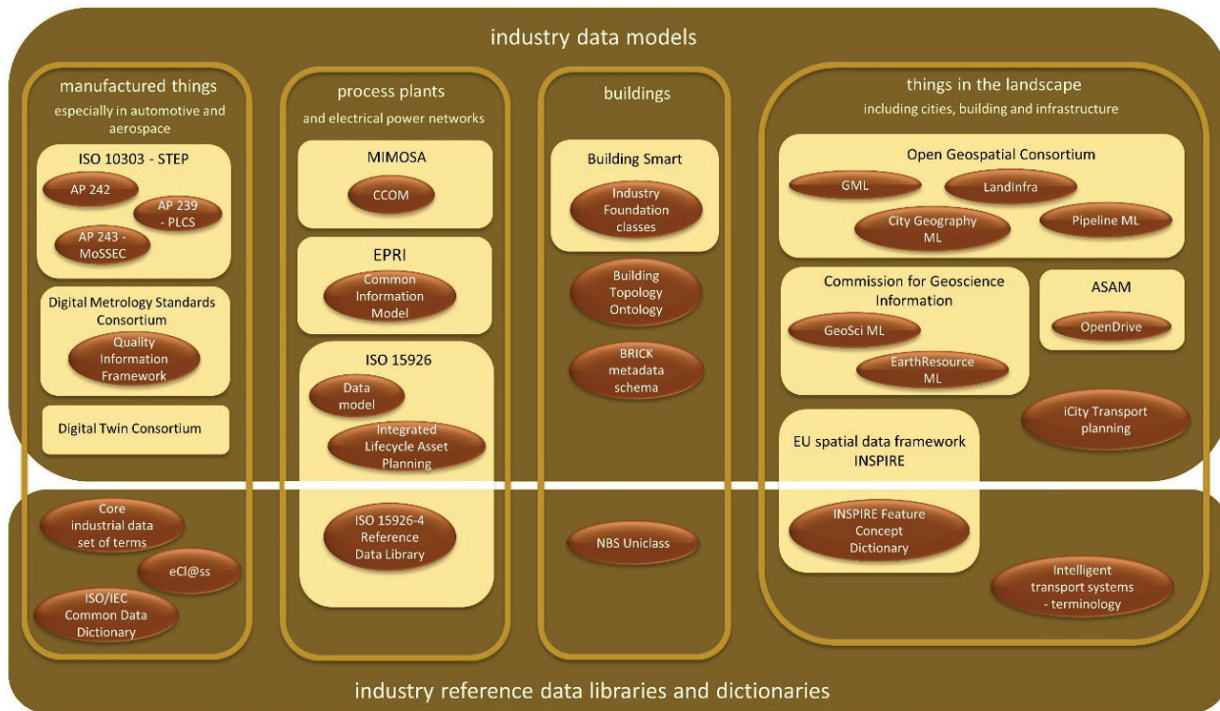 industry data models
manufactured things
especially in automotive and
aerospace
ISO 10303 - STEP
AP 242
AP 239
- PLCS
AP 243 -
MoSSEC
Digital Metrology Standards
Consortium
Quality
Information
Framework
Digital Twin Consortium
Core
industrial data
set of terms
eCl@ss
ISO/IEC
Common Data
Dictionary
process plants
and electrical power networks
MIMOSA
CCOM
EPRI
Common
Information
Model
ISO 15926
Data
model
Integrated
Lifecycle Asset
Planning
ISO 15926-4
Reference
Data Library
buildings
Building Smart
Industry
Foundation
classes
Building
Topology
Ontology
BRICK
metadata
schema
NBS Uniclass
things in the landscape
including cities, building and infrastructure
Open Geospatial Consortium
GML
LandInfra
City Geography
ML
Pipeline ML
Commission for Geoscience
Information
GeoSci ML
EarthResource
ML
ASAM
OpenDrive
iCity Transport
planning
EU spatial data framework
INSPIRE
INSPIRE Feature
Concept
Dictionary
Intelligent
transport systems
- terminology
industry reference data libraries and dictionaries